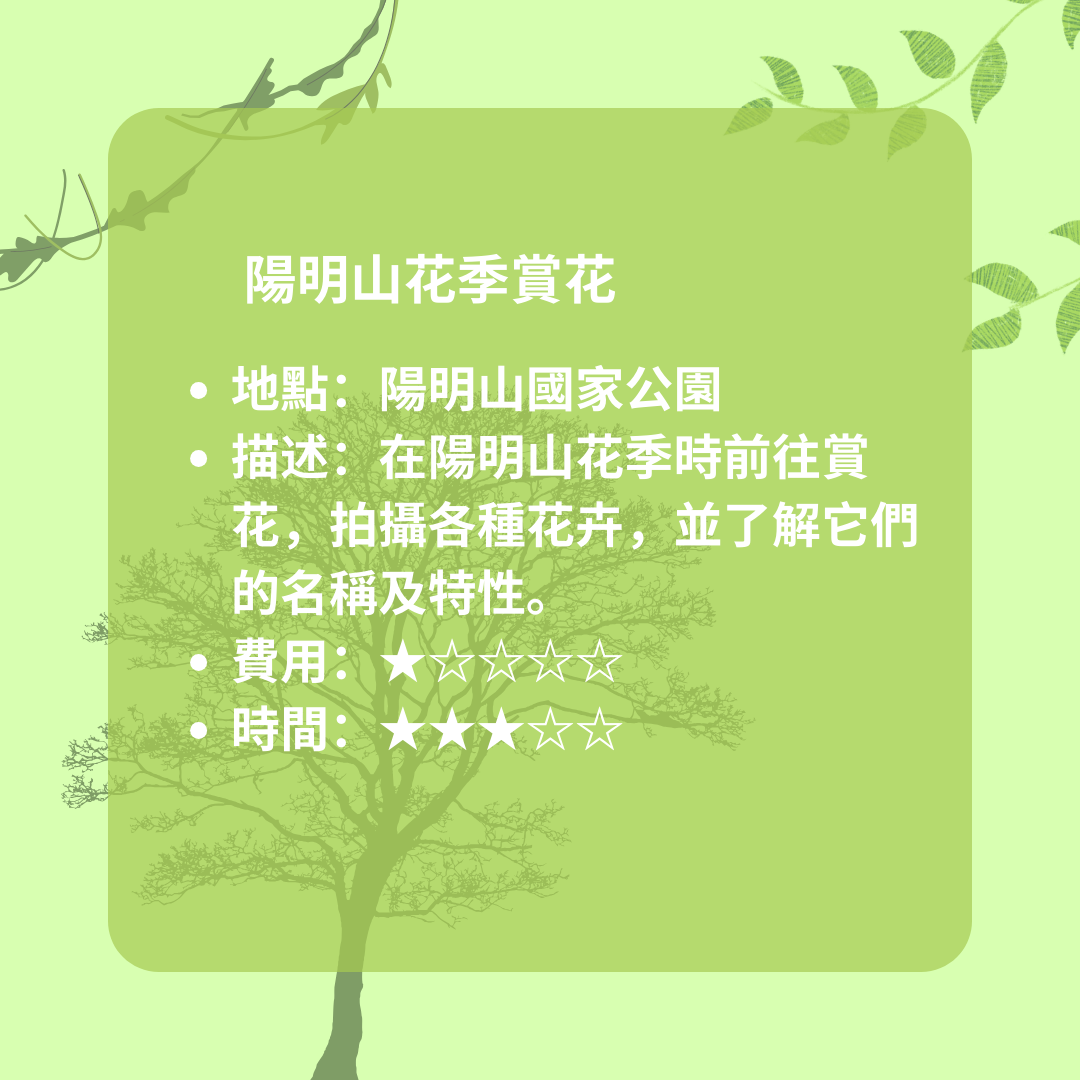 陽明山花季賞花
• 地點：陽明山國家公園
• 描述：在陽明山花季時前往賞
花，拍攝各種花卉，並了解它們
的名稱及特性。
• 費用：★☆☆☆☆
• 時間：★★★☆☆